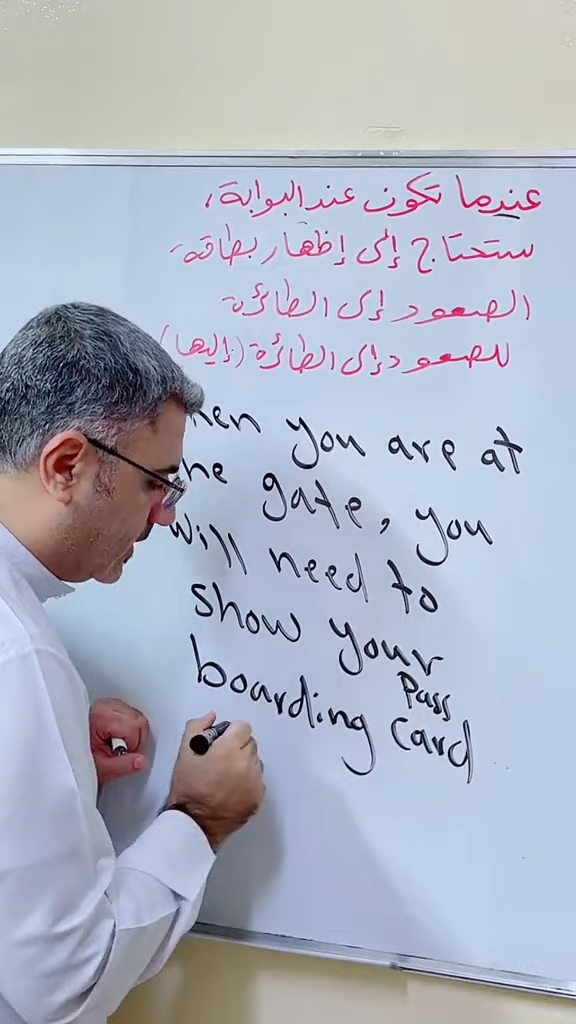 عندما تكون عند البوابة،
ستحتاج إلى إظهار بطاقة
الصعود إلى الطائرة
للصعود إلى الطائرة (إليها)
hen you are at
he gate, you
will need to
show your
boarding card
Pass